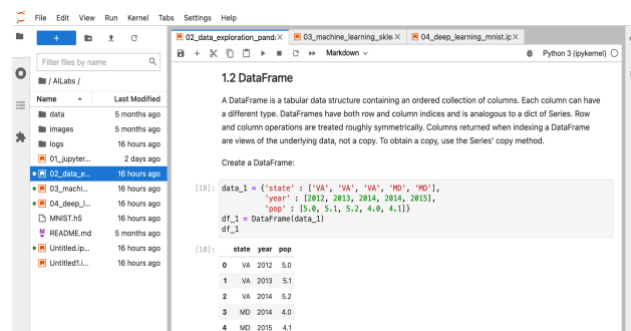 File Edit View Run Kernel Tabs Settings Help
02_data_exploration_pand
03_machine_learning_skle
04_deep_learning_mnist.ip
Markdown
Python 3 (ipykernel)
Filter files by name
/ AILabs /
Name Last Modified
data 5 months ago
images 5 months ago
logs 16 hours ago
01_jupyter... 2 days ago
02_data_e... 16 hours ago
03_machi... 16 hours ago
04_deep_l... 16 hours ago
MNIST.h5 16 hours ago
README.md 5 months ago
Untitled.ip... 16 hours ago
Untitled1.i... 16 hours ago
1.2 DataFrame
A DataFrame is a tabular data structure containing an ordered collection of columns. Each column can have
a different type. DataFrames have both row and column indices and is analogous to a dict of Series. Row
and column operations are treated roughly symmetrically. Columns returned when indexing a DataFrame
are views of the underlying data, not a copy. To obtain a copy, use the Series' copy method.
Create a DataFrame:
[10]: data_1 = {'state' : ['VA', 'VA', 'VA', 'MD', 'MD'],
'year' : [2012, 2013, 2014, 2014, 2015],
'pop' : [5.0, 5.1, 5.2, 4.0, 4.1]}
df_1 = DataFrame(data_1)
df_1
[10]: state year pop
0 VA 2012 5.0
1 VA 2013 5.1
2 VA 2014 5.2
3 MD 2014 4.0
4 MD 2015 4.1